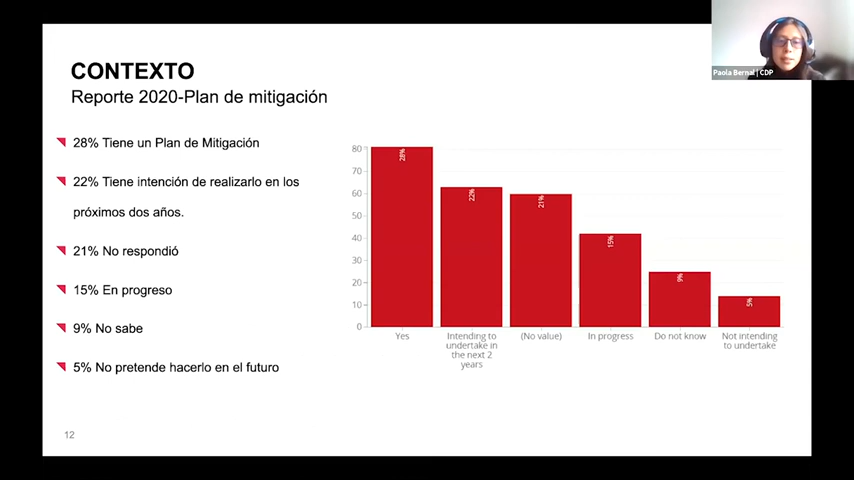 Paola Bernal | CDP
CONTEXTO
Reporte 2020-Plan de mitigación
28% Tiene un Plan de Mitigación
22% Tiene intención de realizarlo en los
próximos dos años.
21% No respondió
15% En progreso
9% No sabe
5% No pretende hacerlo en el futuro
80
70
60
50
40
30
20
10
0
28%
22%
21%
15%
9%
5%
Yes
Intending to
undertake in
the next 2
years
(No value)
In progress
Do not know
Not intending
to undertake
12